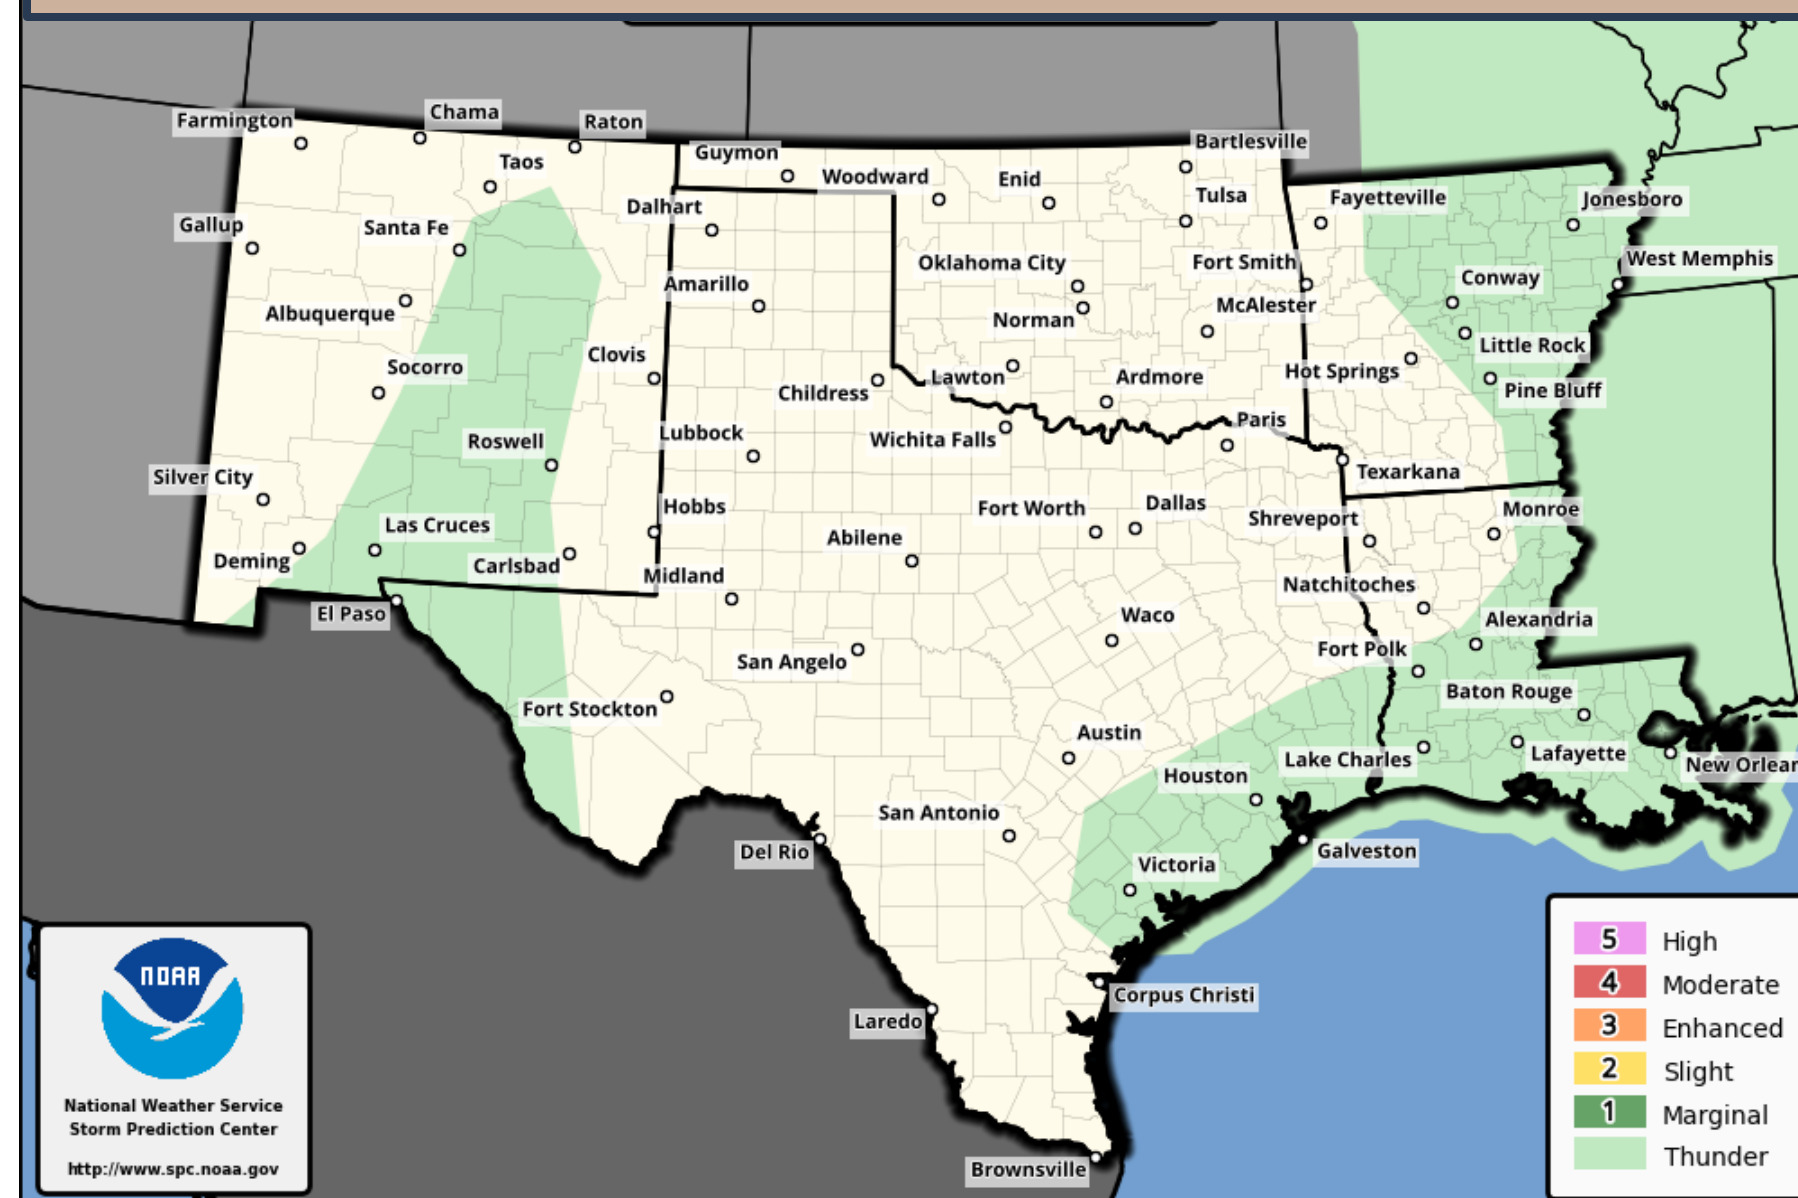 Farmington
Chama
Raton
Taos
Guymon
Woodward
Enid
Bartlesville
Tulsa
Fayetteville
Jonesboro
Dalhart
Gallup
Santa Fe
Oklahoma City
Fort Smith
West Memphis
Amarillo
Conway
Albuquerque
Norman
McAlester
Little Rock
Clovis
Socorro
Childress
Lawton
Ardmore
Hot Springs
Pine Bluff
Roswell
Lubbock
Wichita Falls
Paris
Silver City
Texarkana
Las Cruces
Hobbs
Fort Worth
Dallas
Shreveport
Monroe
Abilene
Deming
Carlsbad
Midland
Natchitoches
El Paso
Waco
Alexandria
San Angelo
Fort Polk
Fort Stockton
Baton Rouge
Austin
Houston
Lake Charles
Lafayette
New Orlean
San Antonio
Del Rio
Galveston
Victoria
Corpus Christi
Laredo
Brownsville
NOAA
National Weather Service
Storm Prediction Center
http://www.spc.noaa.gov
5 High
4 Moderate
3 Enhanced
2 Slight
1 Marginal
Thunder